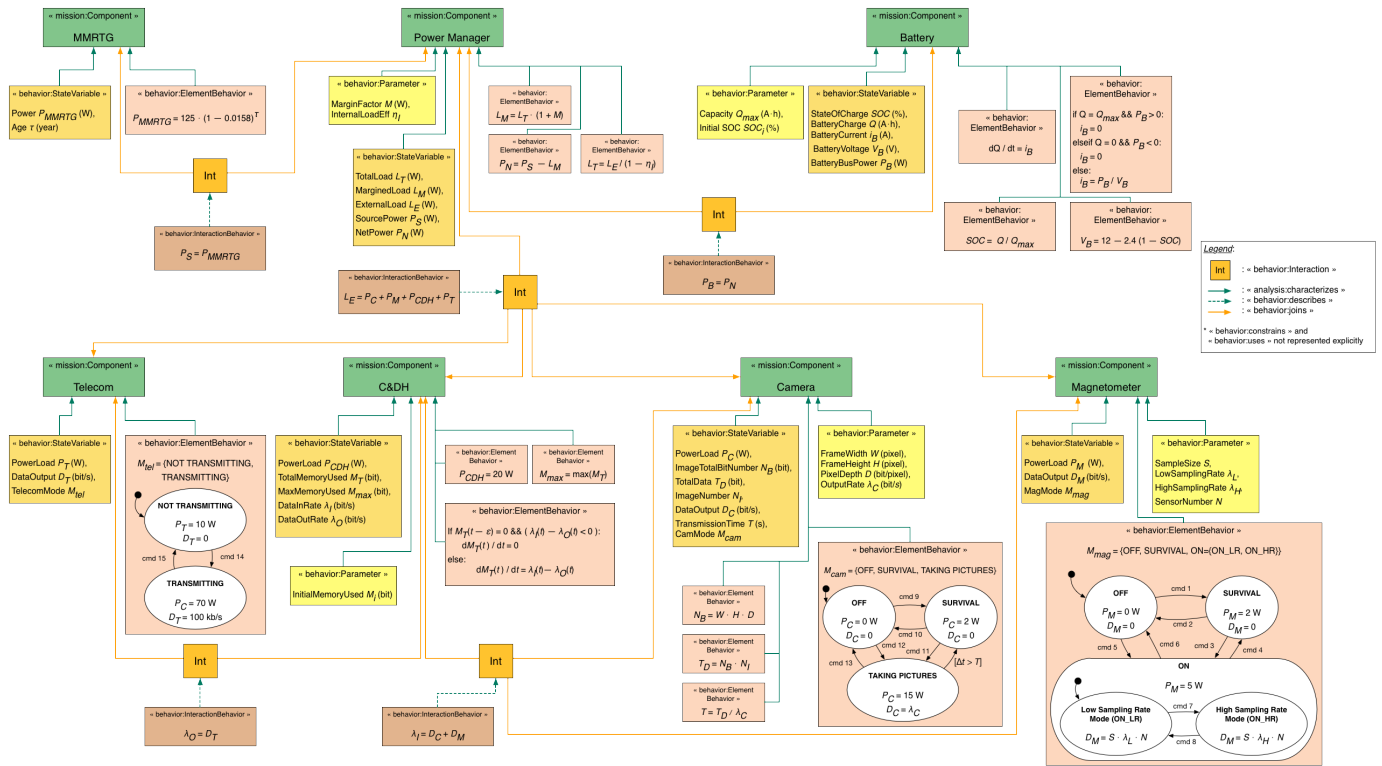 « mission:Component »
MMRTG
« behavior:StateVariable »
Power P_MMRTG (W)
Age τ (year)
« behavior:ElementBehavior »
P_MMRTG = 125 · (1 − 0.0158)^τ
Int
« behavior:InteractionBehavior »
P_S = P_MMRTG
« mission:Component »
Power Manager
« behavior:Parameter »
MarginFactor M (W),
InternalLoadEff η_I
« behavior:StateVariable »
TotalLoad L_T (W),
MarginedLoad L_M (W),
ExternalLoad L_E (W),
SourcePower P_S (W),
NetPower P_N (W)
« behavior:
ElementBehavior »
L_M = L_T · (1 + M)
« behavior:
ElementBehavior »
P_N = P_S − L_M
« behavior:
ElementBehavior »
L_T = L_E / (1 − η_I)
Int
« behavior:InteractionBehavior »
P_B = P_N
« mission:Component »
Battery
« behavior:Parameter »
Capacity Q_max (A·h)
Initial SOC SOC_i (%)
« behavior:StateVariable »
StateOfCharge SOC (%),
BatteryCharge Q (A·h)
BatteryCurrent i_B (A)
BatteryVoltage V_B (V),
BatteryBusPower P_B (W)
« behavior:
ElementBehavior »
dQ / dt = i_B
« behavior:
ElementBehavior »
if Q = Q_max && P_B > 0:
i_B = 0
elseif Q = 0 && P_B < 0:
i_B = 0
else:
i_B = P_B / V_B
« behavior:
ElementBehavior »
SOC = Q / Q_max
« behavior:
ElementBehavior »
V_B = 12 − 2.4 (1 − SOC)
Legend:
Int : « behavior:Interaction »
: « analysis:characterizes »
: « behavior:describes »
: « behavior:joins »
* « behavior:constrains » and
« behavior:uses » not represented explicitly
« behavior:InteractionBehavior »
L_E = P_C + P_M + P_CDH + P_T
Int
« mission:Component »
Telecom
« behavior:StateVariable »
PowerLoad P_T (W),
DataOutput D_T (bit/s)
TelecomMode M_tel
« behavior:ElementBehavior »
M_tel = {NOT TRANSMITTING,
TRANSMITTING}
NOT TRANSMITTING
P_T = 10 W
D_T = 0
cmd 15
cmd 14
TRANSMITTING
P_C = 70 W
D_T = 100 kb/s
Int
« behavior:InteractionBehavior »
λ_O = D_T
« mission:Component »
C&DH
« behavior:StateVariable »
PowerLoad P_CDH (W),
TotalMemoryUsed M_T (bit),
MaxMemoryUsed M_max (bit),
DataInRate λ_I (bit/s)
DataOutRate λ_O (bit/s)
« behavior:Parameter »
InitialMemoryUsed M_i (bit)
« behavior:Element
Behavior »
P_CDH = 20 W
« behavior:Element
Behavior »
M_max = max(M_T)
« behavior:ElementBehavior »
If M_T(t − ε) = 0 && ( λ_I(t) − λ_O(t) < 0 ) :
dM_T(t ) / dt = 0
else:
dM_T(t ) / dt = λ_I(t) − λ_O(t)
Int
« behavior:InteractionBehavior »
λ_I = D_C + D_M
« mission:Component »
Camera
« behavior:StateVariable »
PowerLoad P_C (W),
ImageTotalBitNumber N_B (bit),
TotalData T_D (bit),
ImageNumber N_I,
DataOutput D_C (bit/s),
TransmissionTime T (s),
CamMode M_cam
« behavior:Parameter »
FrameWidth W (pixel),
FrameHeight H (pixel),
PixelDepth D (bit/pixel),
OutputRate λ_C (bit/s)
« behavior:Element
Behavior »
N_B = W · H · D
« behavior:Element
Behavior »
T_D = N_B · N_I
« behavior:Element
Behavior »
T = T_D / λ_C
« behavior:ElementBehavior »
M_cam = {OFF, SURVIVAL, TAKING PICTURES}
OFF
P_C = 0 W
D_C = 0
cmd 9
cmd 10
SURVIVAL
P_C = 2 W
D_C = 0
cmd 12
cmd 11
cmd 13
[Δt > T]
TAKING PICTURES
P_C = 15 W
D_C = λ_C
« mission:Component »
Magnetometer
« behavior:StateVariable »
PowerLoad P_M (W),
DataOutput D_M (bit/s)
MagMode M_mag
« behavior:Parameter »
SampleSize S,
LowSamplingRate λ_L,
HighSamplingRate λ_H,
SensorNumber N
« behavior:ElementBehavior »
M_mag = {OFF, SURVIVAL, ON={ON_LR, ON_HR}}
OFF
P_M = 0 W
D_M = 0
cmd 1
cmd 2
SURVIVAL
P_M = 2 W
D_M = 0
cmd 5
cmd 6
cmd 3
cmd 4
ON
P_M = 5 W
Low Sampling Rate
Mode (ON_LR)
D_M = S · λ_L · N
cmd 7
cmd 8
High Sampling Rate
Mode (ON_HR)
D_M = S · λ_H · N